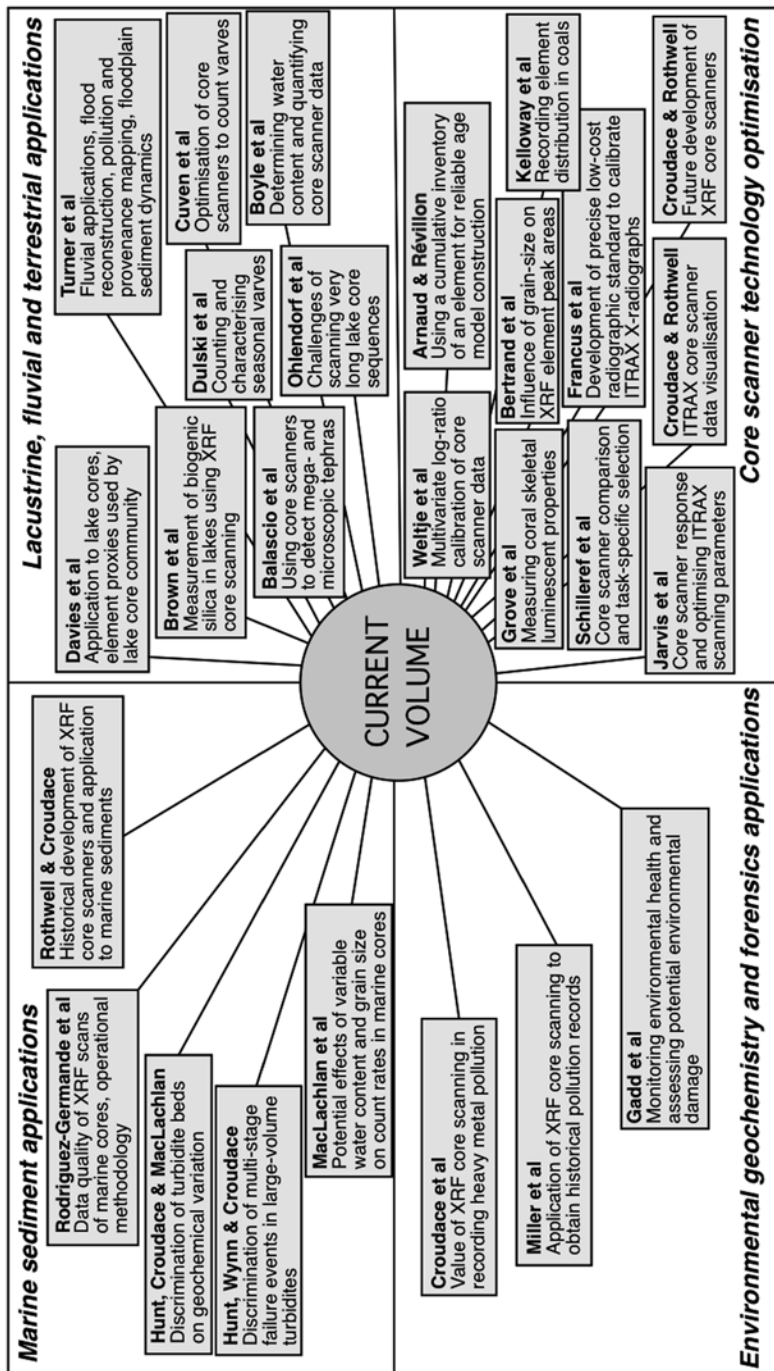 Marine sediment applications
Rothwell & Croudace
Historical development of XRF
core scanners and application
to marine sediments
Rodriguez-Germande et al
Data quality of XRF scans
of marine cores, operational
methodology
Hunt, Croudace & MacLachlan
Discrimination of turbidite beds
on geochemical variation
Hunt, Wynn & Croudace
Discrimination of multi-stage
failure events in large-volume
turbidites
MacLachlan et al
Potential effects of variable
water content and grain size
on count rates in marine cores
Lacustrine, fluvial and terrestrial applications
Davies et al
Application to lake cores,
element proxies used by
lake core community
Turner et al
Fluvial applications, flood
reconstruction, pollution and
provenance mapping, floodplain
sediment dynamics
Brown et al
Measurement of biogenic
silica in lakes using XRF
core scanning
Dulski et al
Counting and
characterising
seasonal varves
Cuven et al
Optimisation of core
scanners to count varves
Balascio et al
Using core scanners
to detect mega- and
microscopic tephras
Ohlendorf et al
Challenges of
scanning very
long lake core
sequences
Boyle et al
Determining water
content and quantifying
core scanner data
CURRENT
VOLUME
Environmental geochemistry and forensics applications
Croudace et al
Value of XRF core scanning in
recording heavy metal pollution
Miller et al
Application of XRF core scanning to
obtain historical pollution records
Gadd et al
Monitoring environmental health and
assessing potential environmental
damage
Core scanner technology optimisation
Weltje et al
Multivariate log-ratio
calibration of core
scanner data
Arnaud & Révillon
Using a cumulative inventory
of an element for reliable age
model construction
Grove et al
Measuring coral skeletal
luminescent properties
Bertrand et al
Influence of grain-size on
XRF element peak areas
Kelloway et al
Recording element
distribution in coals
Schilleref et al
Core scanner comparison
and task-specific selection
Francus et al
Development of precise low-cost
radiographic standard to calibrate
ITRAX X-radiographs
Jarvis et al
Core scanner response
and optimising ITRAX
scanning parameters
Croudace & Rothwell
ITRAX core scanner
data visualisation
Croudace & Rothwell
Future development of
XRF core scanners